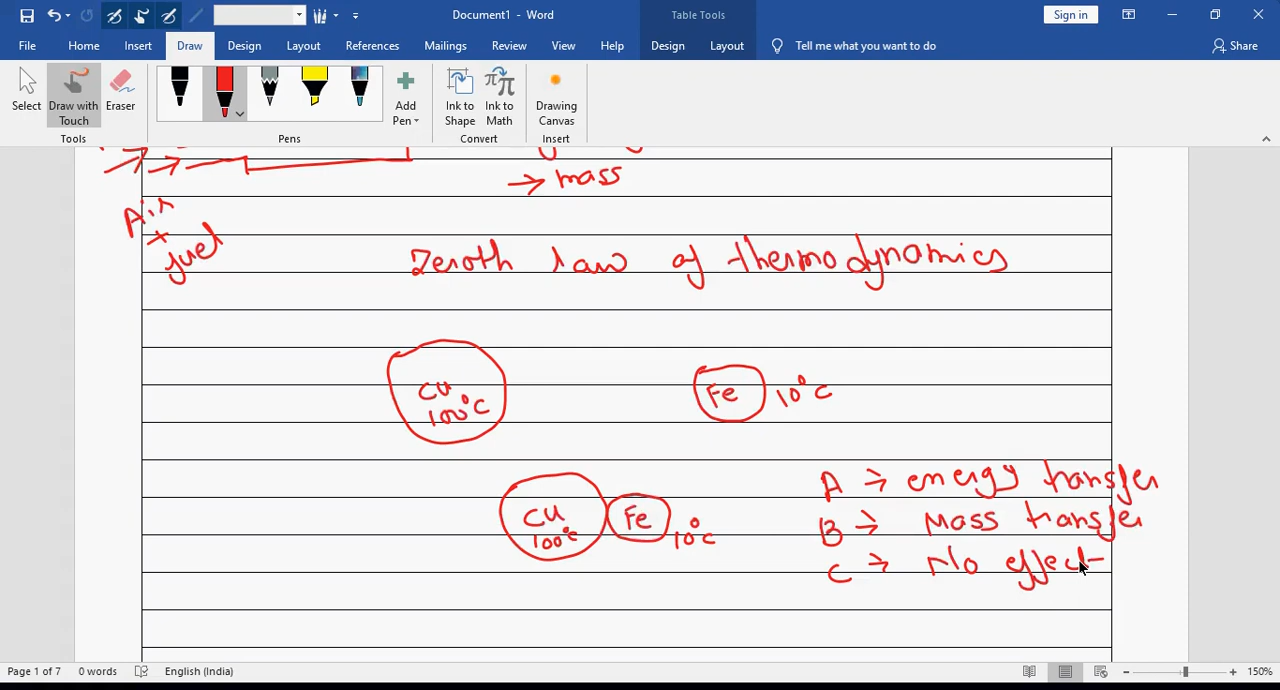 Document1 - Word
Table Tools
Sign in
File Home Insert Draw Design Layout References Mailings Review View Help Design Layout Tell me what you want to do Share
Select
Draw with Touch
Eraser
Add Pen
Ink to Shape
Ink to Math
Drawing Canvas
Tools
Pens
Convert
Insert
→ mass
Air
+
fuel
Zeroth law of thermodynamics
CU
100°C
Fe 10°C
CU
100°C
Fe
10°C
A → energy transfer
B → Mass transfer
C → No effect
Page 1 of 7 0 words English (India) 150%